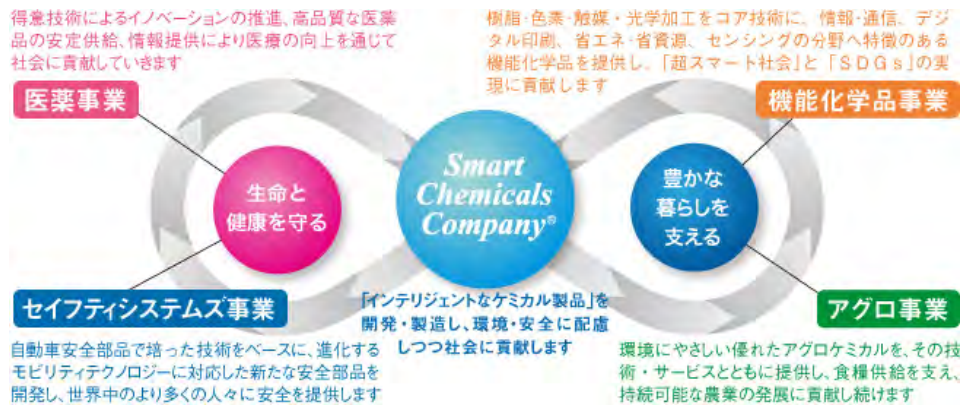 得意技術によるイノベーションの推進、高品質な医薬
品の安定供給、情報提供により医療の向上を通じて
社会に貢献していきます
医薬事業
樹脂・色素・触媒・光学加工をコア技術に、情報・通信、デジ
タル印刷、省エネ・省資源、センシングの分野へ特徴のある
機能化学品を提供し、「超スマート社会」と「SDGs」の実
現に貢献します
機能化学品事業
生命と
健康を守る
Smart
Chemicals
Company®
豊かな
暮らしを
支える
セイフティシステムズ事業
自動車安全部品で培った技術をベースに、進化する
モビリティテクノロジーに対応した新たな安全部品を
開発し、世界中のより多くの人々に安全を提供します
「インテリジェントなケミカル製品」を
開発・製造し、環境・安全に配慮
しつつ社会に貢献します
アグロ事業
環境にやさしい優れたアグロケミカルを、その技
術・サービスとともに提供し、食糧供給を支え、
持続可能な農業の発展に貢献し続けます